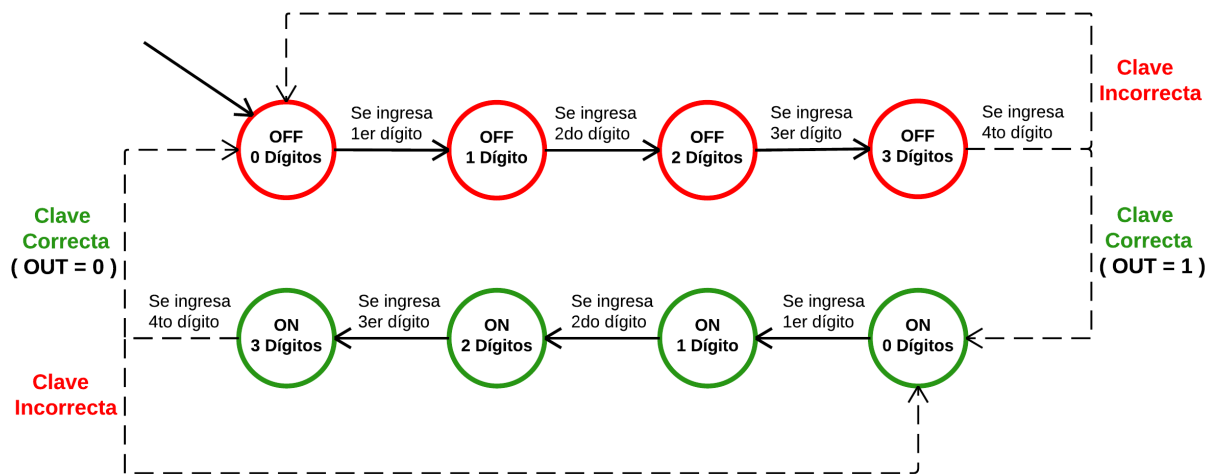 Clave
Incorrecta
Se ingresa
1er dígito
Se ingresa
2do dígito
Se ingresa
3er dígito
Se ingresa
4to dígito
OFF
0 Dígitos
OFF
1 Dígito
OFF
2 Dígitos
OFF
3 Dígitos
Clave
Correcta
( OUT = 0 )
Clave
Correcta
( OUT = 1 )
Se ingresa
4to dígito
Se ingresa
3er dígito
Se ingresa
2do dígito
Se ingresa
1er dígito
ON
3 Dígitos
ON
2 Dígitos
ON
1 Dígito
ON
0 Dígitos
Clave
Incorrecta